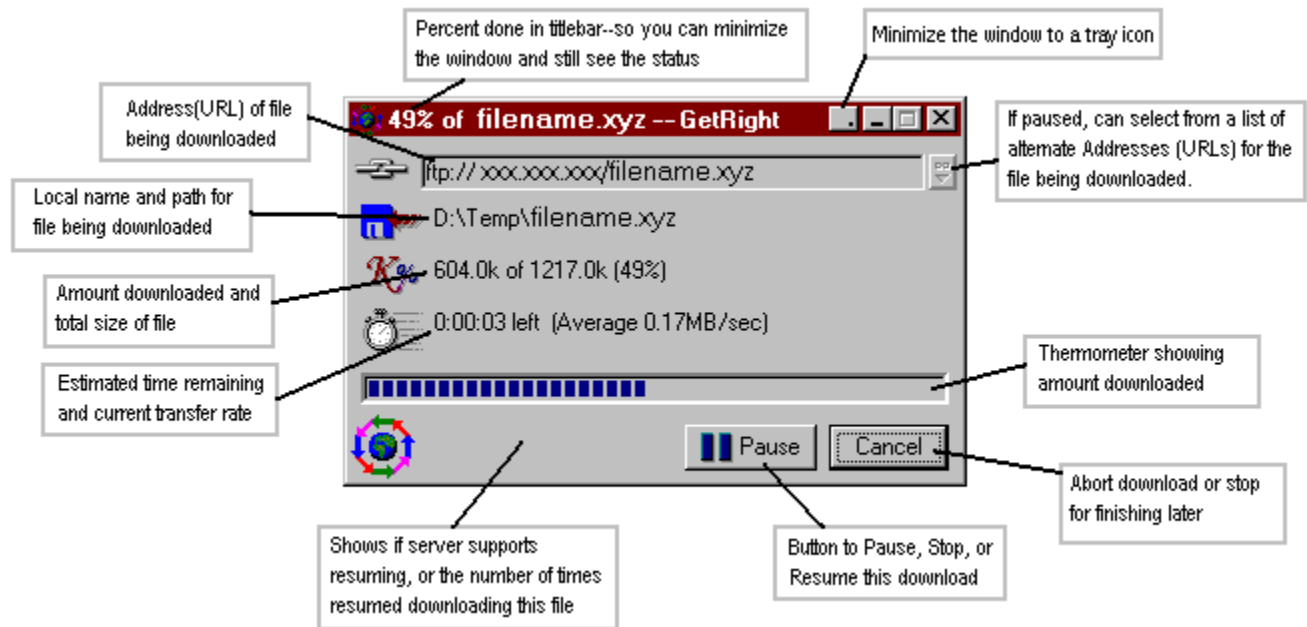 Percent done in titlebar--so you can minimize
the window and still see the status
Minimize the window to a tray icon
Address(URL) of file
being downloaded
49% of filename.xyz -- GetRight
If paused, can select from a list of
alternate Addresses (URLs) for the
file being downloaded.
ftp:// xxx.xxx.xxx/filename.xyz
Local name and path for
file being downloaded
D:\Temp\filename.xyz
K%
604.0k of 1217.0k (49%)
Amount downloaded and
total size of file
0:00:03 left (Average 0.17MB/sec)
Estimated time remaining
and current transfer rate
Thermometer showing
amount downloaded
Pause
Cancel
Abort download or stop
for finishing later
Shows if server supports
resuming, or the number of times
resumed downloading this file
Button to Pause, Stop, or
Resume this download